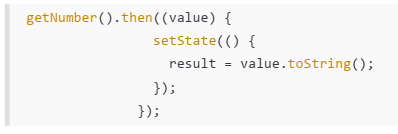 getNumber().then((value) {
setState(() {
result = value.toString();
});
});